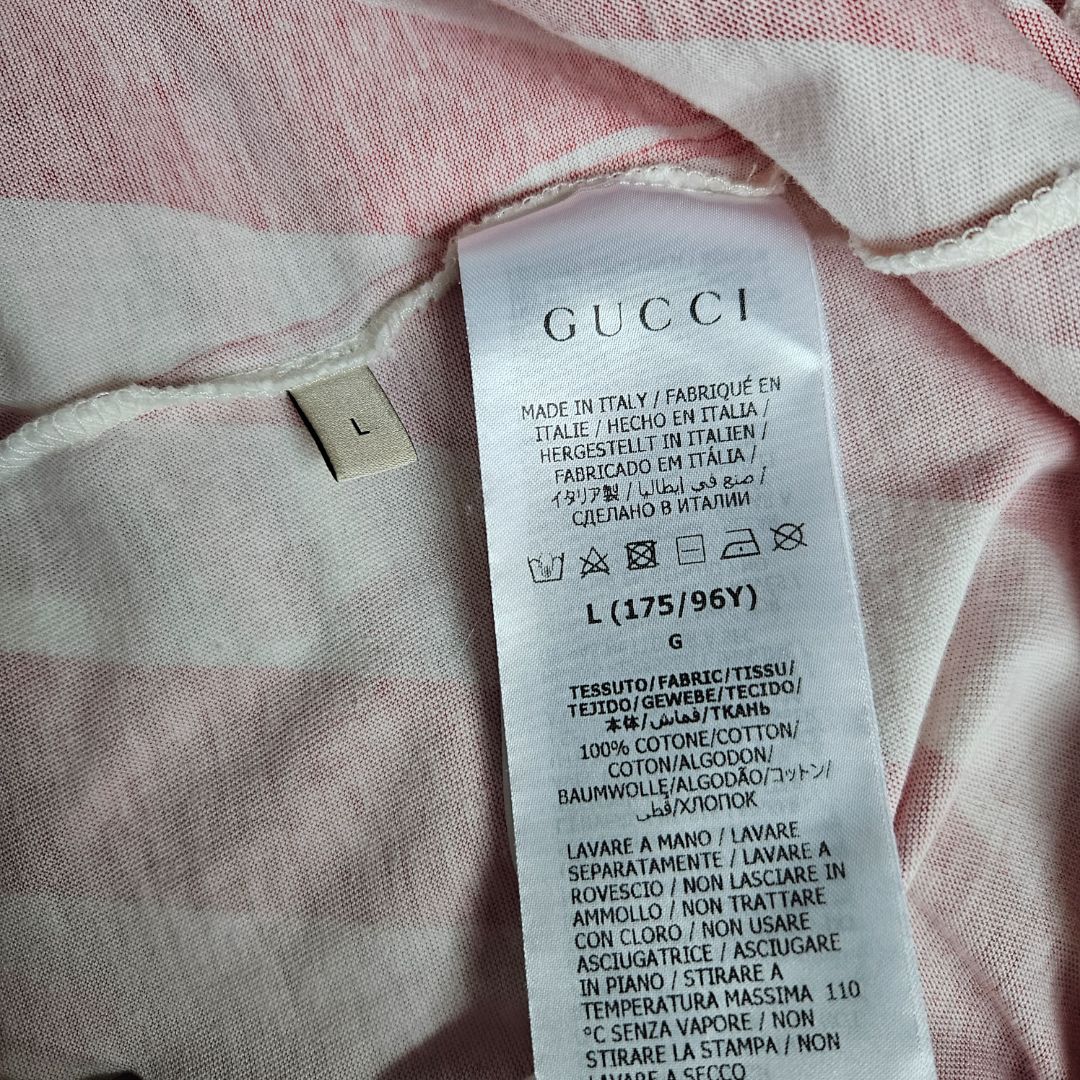 GUCCI
MADE IN ITALY / FABRIQUÉ EN
ITALIE / HECHO EN ITALIA /
HERGESTELLT IN ITALIEN /
FABRICADO EM ITÁLIA /
イタリア製 / صنع في إيطاليا /
СДЕЛАНО В ИТАЛИИ
L
L (175/96Y)
G
TESSUTO/FABRIC/TISSU/
TEJIDO/GEWEBE/TECIDO/
本体/قماش/ТКАНЬ
100% COTONE/COTTON/
COTON/ALGODON/
BAUMWOLLE/ALGODÃO/コットン/
قطن/ХЛОПОК
LAVARE A MANO / LAVARE
SEPARATAMENTE / LAVARE A
ROVESCIO / NON LASCIARE IN
AMMOLLO / NON TRATTARE
CON CLORO / NON USARE
ASCIUGATRICE / ASCIUGARE
IN PIANO / STIRARE A
TEMPERATURA MASSIMA 110
°C SENZA VAPORE / NON
STIRARE LA STAMPA / NON
LAVARE A SECCO